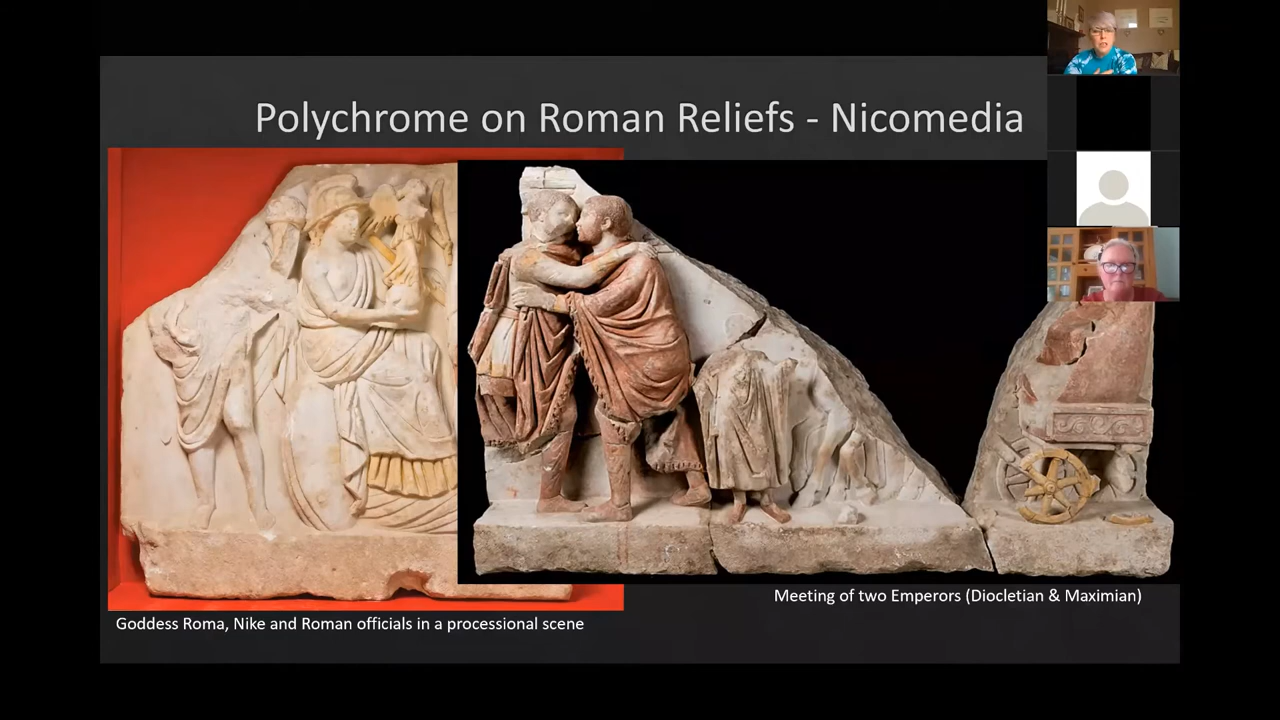 Polychrome on Roman Reliefs - Nicomedia
Meeting of two Emperors (Diocletian & Maximian)
Goddess Roma, Nike and Roman officials in a processional scene